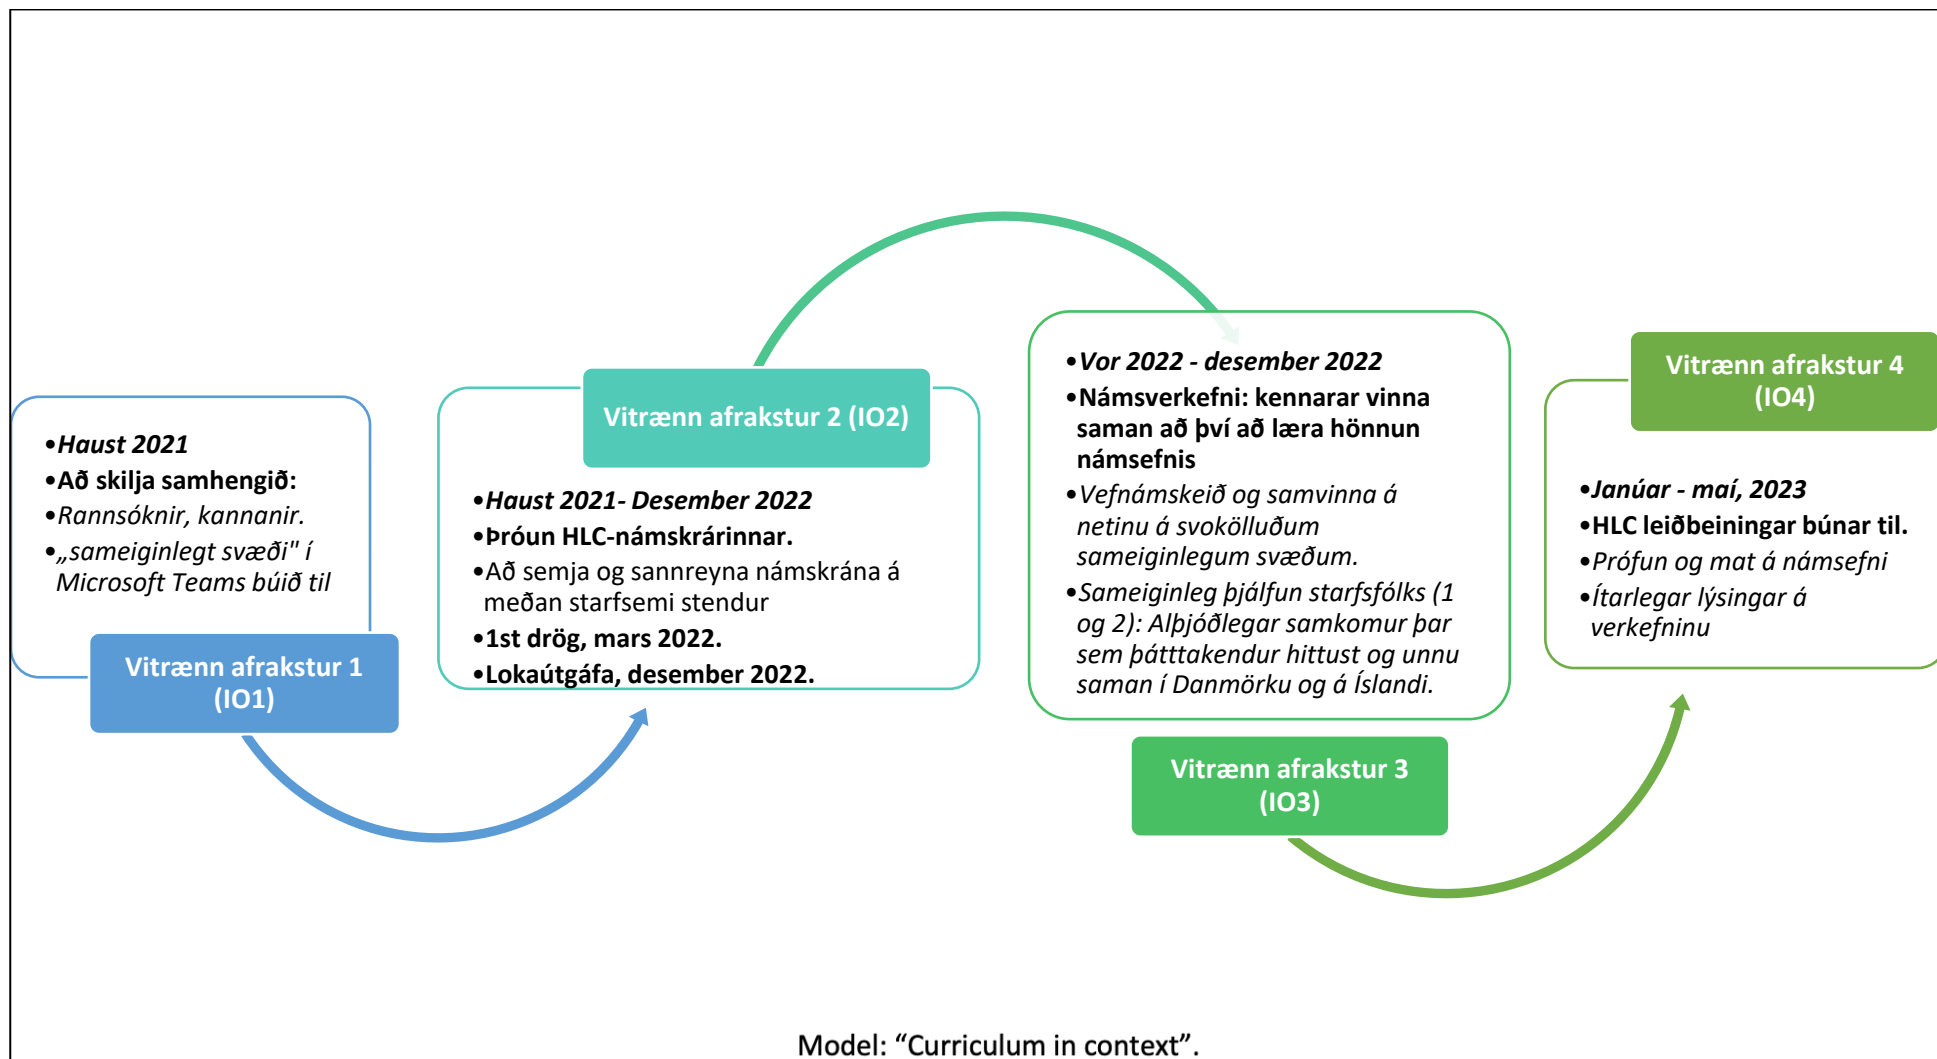 •Haust 2021
•Að skilja samhengið:
•Rannsóknir, kannanir.
•„sameiginlegt svæði" í
Microsoft Teams búið til
Vitrænn afrakstur 1
(IO1)
Vitrænn afrakstur 2 (IO2)
•Haust 2021- Desember 2022
•Þróun HLC-námskrárinnar.
•Að semja og sannreyna námskrána á
meðan starfsemi stendur
•1st drög, mars 2022.
•Lokaútgáfa, desember 2022.
•Vor 2022 - desember 2022
•Námsverkefni: kennarar vinna
saman að því að læra hönnun
námsefnis
•Vefnámskeið og samvinna á
netinu á svokölluðum
sameiginlegum svæðum.
•Sameiginleg þjálfun starfsfólks (1
og 2): Alþjóðlegar samkomur þar
sem þátttakendur hittust og unnu
saman í Danmörku og á Íslandi.
Vitrænn afrakstur 3
(IO3)
Vitrænn afrakstur 4
(IO4)
•Janúar - maí, 2023
•HLC leiðbeiningar búnar til.
•Prófun og mat á námsefni
•Ítarlegar lýsingar á
verkefninu
Model: “Curriculum in context”.